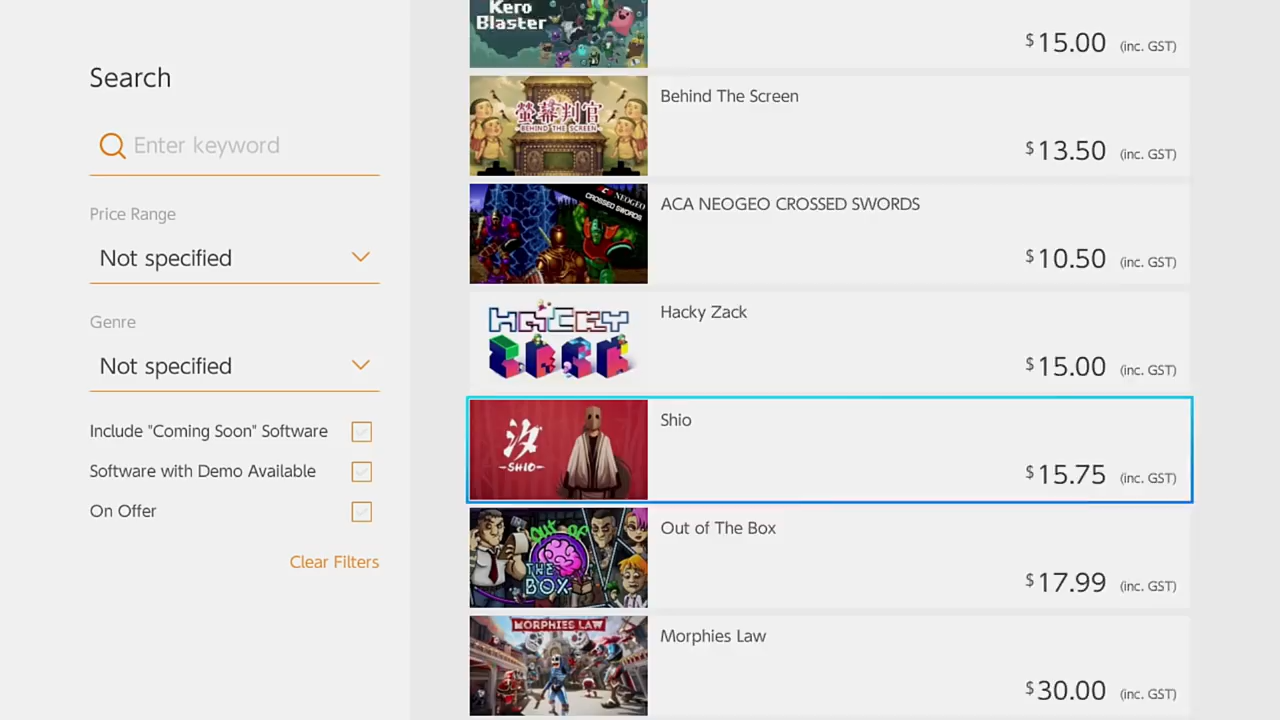 Search
Enter keyword
Price Range
Not specified
Genre
Not specified
Include "Coming Soon" Software
Software with Demo Available
On Offer
Clear Filters
Kero
Blaster
$15.00 (inc. GST)
螢幕判官
BEHIND THE SCREEN
Behind The Screen
$13.50 (inc. GST)
ACA NEOGEO
CROSSED SWORDS
ACA NEOGEO CROSSED SWORDS
$10.50 (inc. GST)
HACKY
ZACK
Hacky Zack
$15.00 (inc. GST)
汐
SHIO
Shio
$15.75 (inc. GST)
OUT OF
THE
BOX
Out of The Box
$17.99 (inc. GST)
MORPHIES LAW
Morphies Law
$30.00 (inc. GST)